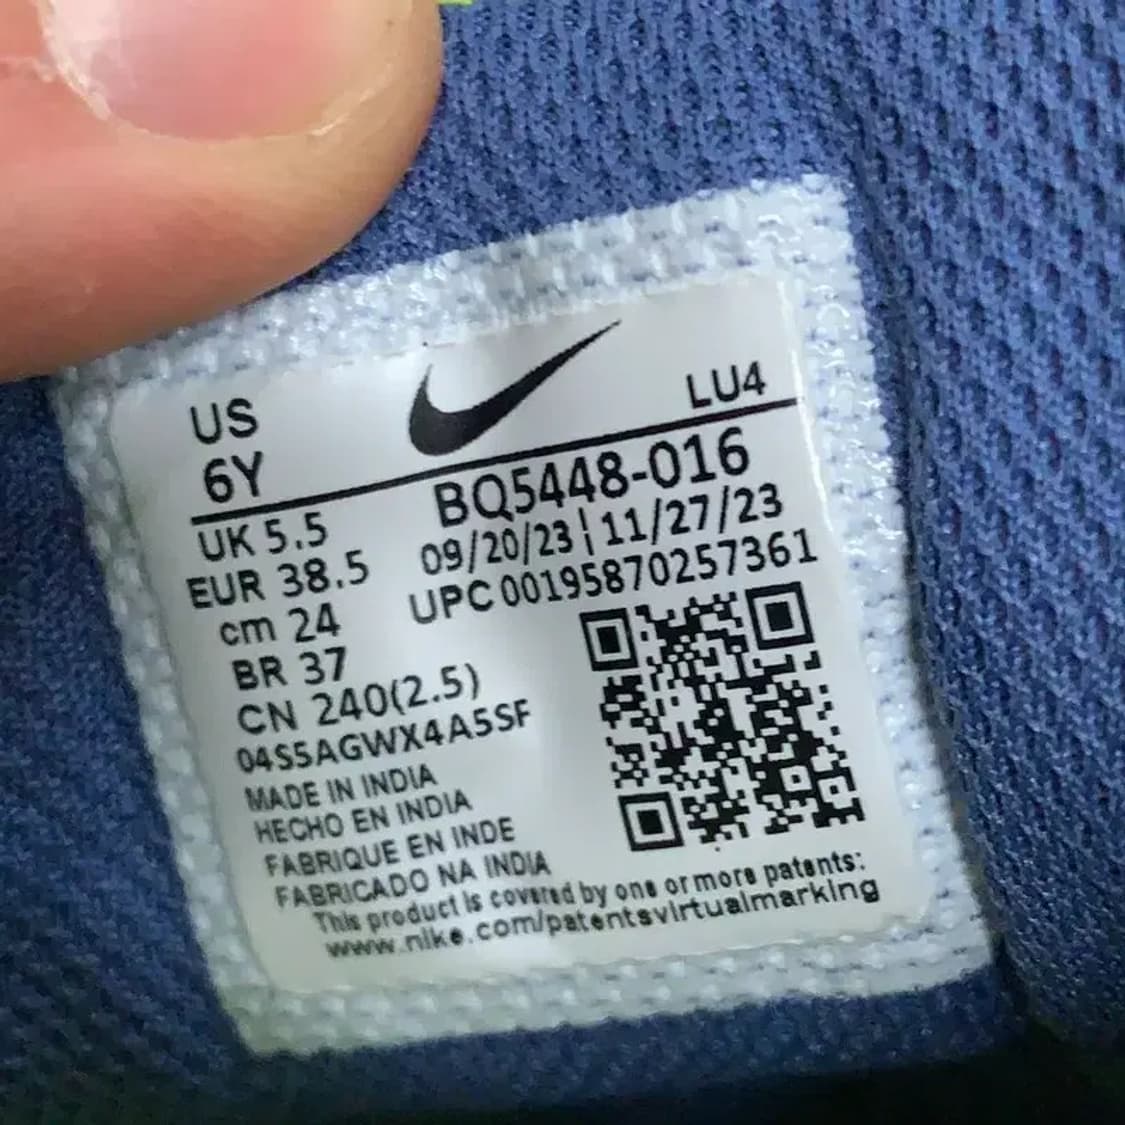 US
6Y
LU4
BQ5448-016
09/20/23 | 11/27/23
UPC 00195870257361
UK 5.5
EUR 38.5
cm 24
BR 37
CN 240(2.5)
04S5AGWX4A5SF
MADE IN INDIA
HECHO EN INDIA
FABRIQUE EN INDE
FABRICADO NA INDIA
This product is covered by one or more patents:
www.nike.com/patentsvirtualmarking